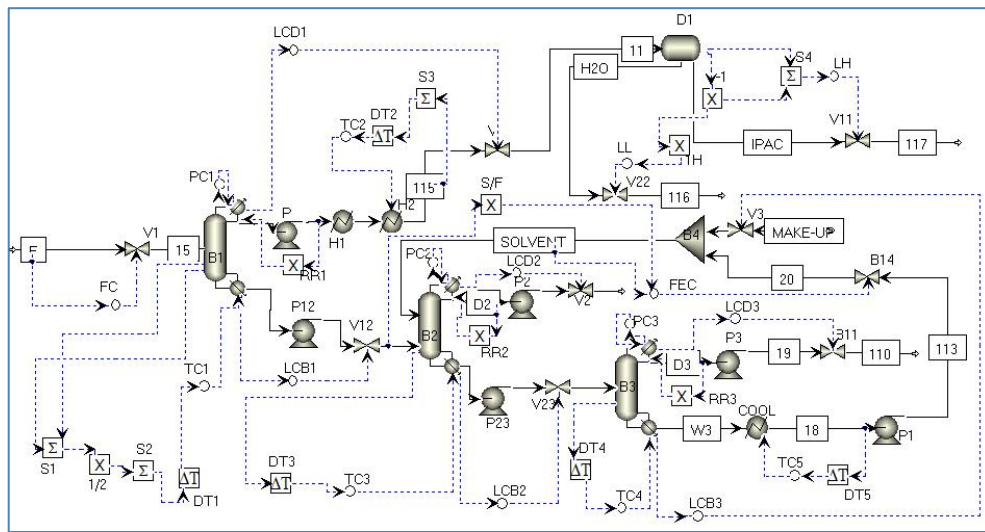 D1
LCD1
11
S4
-1
LH
H2O
S3
Σ
Σ
DT2
TC2
ΔT
X
V11
V
X
H
IPAC
117
LL
PC1
S/F
V22
115
H2
X
116
V3
P
F
V1
15
H1
B4
MAKE-UP
B1
SOLVENT
X
RR1
LCD2
FC
PC2
P2
FEC
20
B14
D2
V2
P12
B2
PC3
LCD3
V12
X
RR2
P3
B11
D3
19
110
113
TC1
LCB1
B3
X
RR3
P23
V23
COOL
Σ
W3
18
P1
S1
X
S2
Σ
1/2
ΔT
DT1
DT3
ΔT
TC3
DT4
ΔT
TC5
ΔT
DT5
LCB2
TC4
LCB3